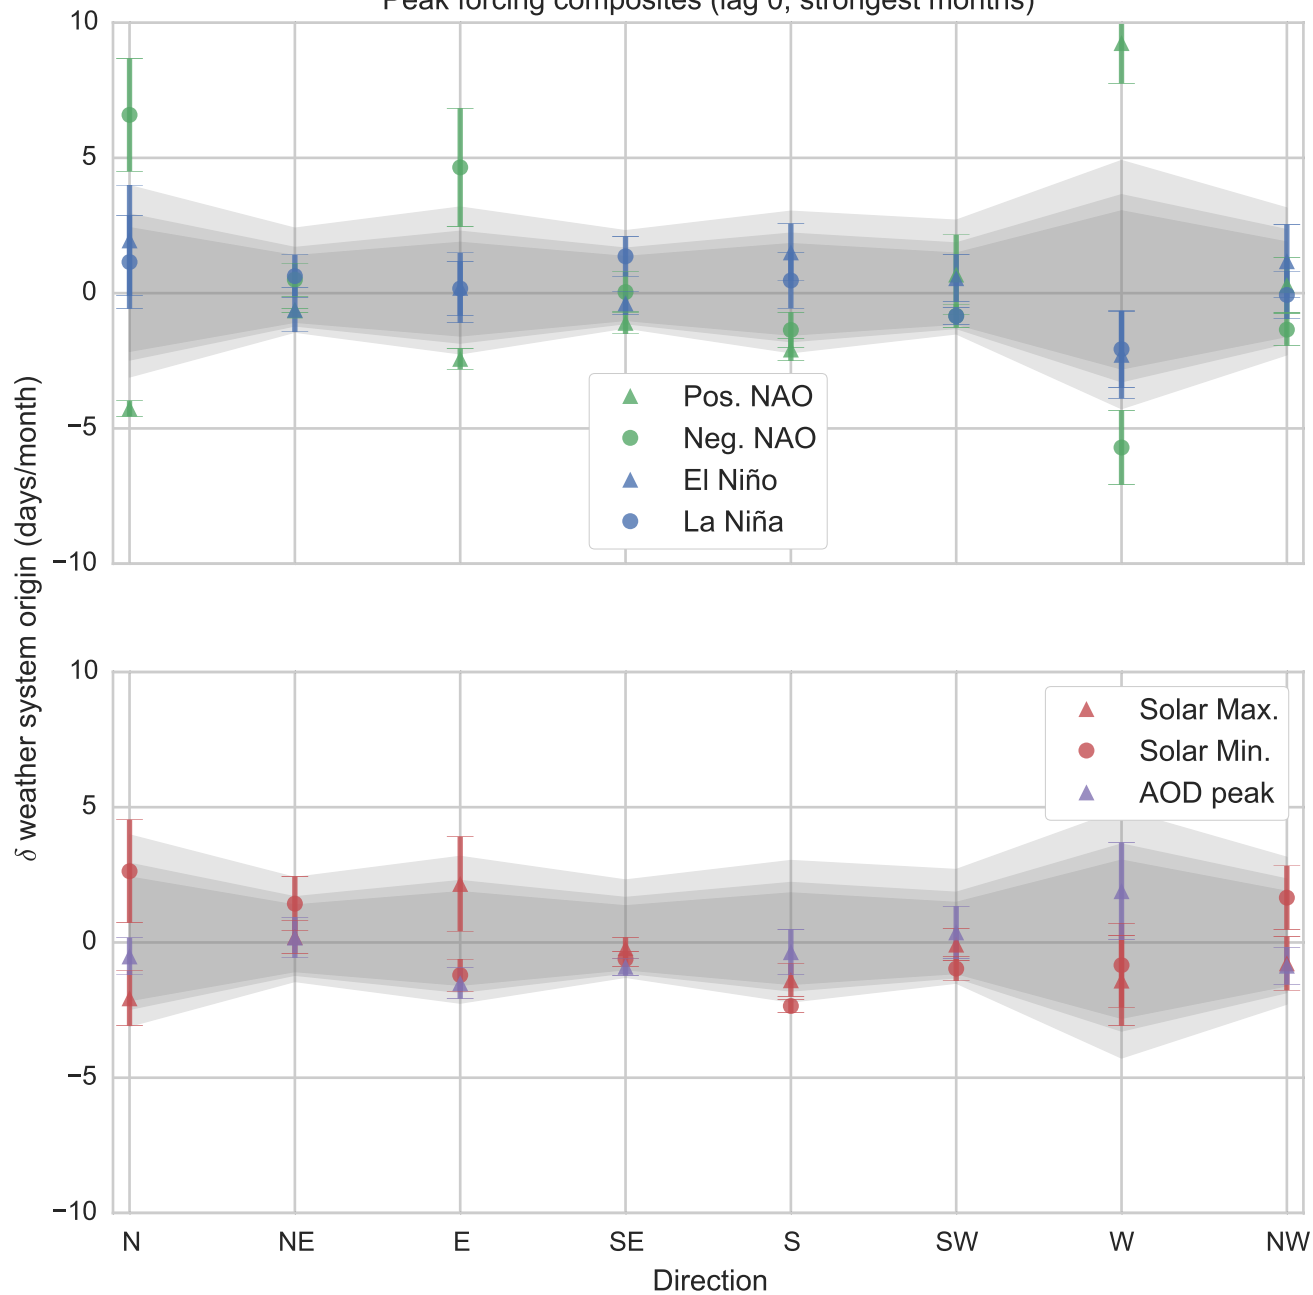 Peak forcing composites (lag 0, strongest months)
10
5
0
−5
−10
Pos. NAO
Neg. NAO
El Niño
La Niña
δ weather system origin (days/month)
10
5
0
−5
−10
Solar Max.
Solar Min.
AOD peak
N NE E SE S SW W NW
Direction